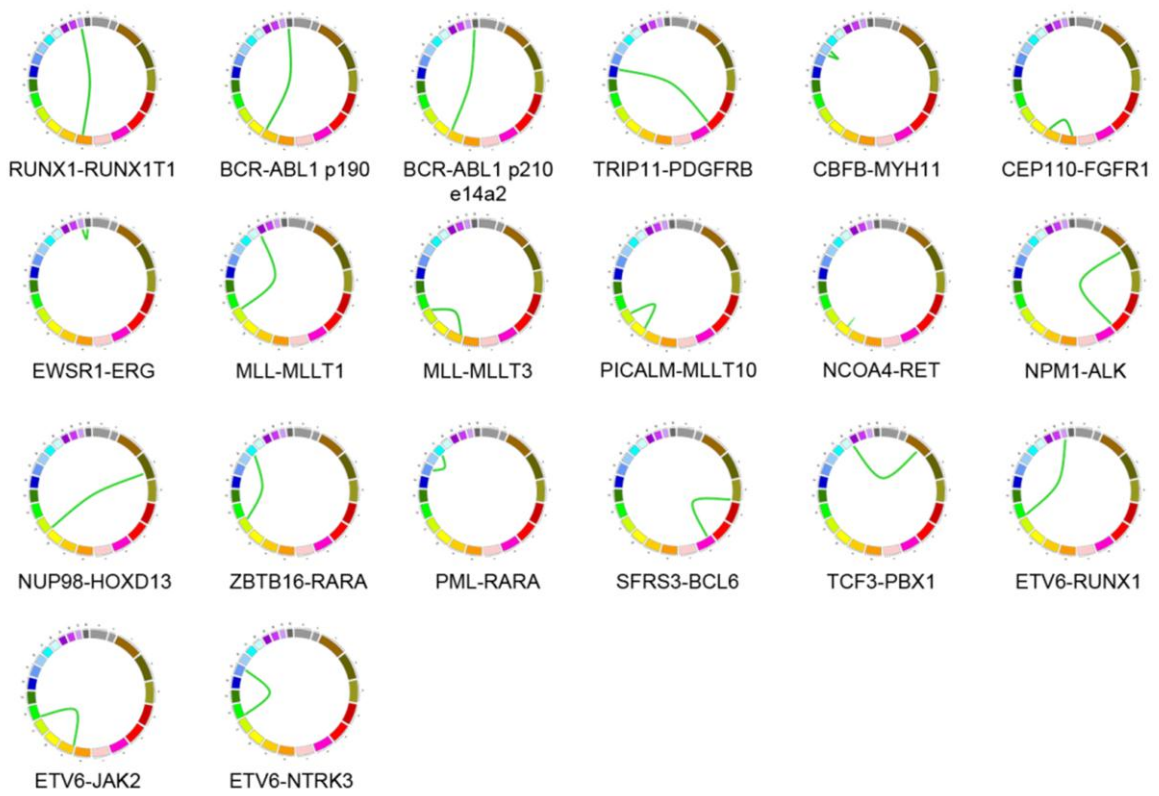 RUNX1-RUNX1T1
BCR-ABL1 p190
BCR-ABL1 p210
e14a2
TRIP11-PDGFRB
CBFB-MYH11
CEP110-FGFR1
EWSR1-ERG
MLL-MLLT1
MLL-MLLT3
PICALM-MLLT10
NCOA4-RET
NPM1-ALK
NUP98-HOXD13
ZBTB16-RARA
PML-RARA
SFRS3-BCL6
TCF3-PBX1
ETV6-RUNX1
ETV6-JAK2
ETV6-NTRK3